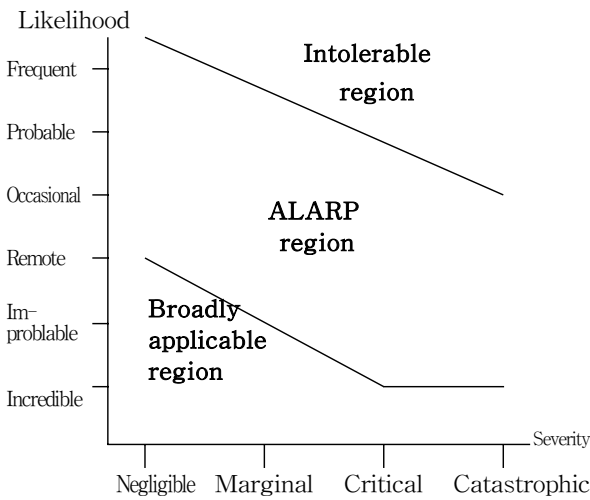 Likelihood
Frequent
Probable
Occasional
Remote
Im-
problable
Incredible
Intolerable
region
ALARP
region
Broadly
applicable
region
Severity
Negligible
Marginal
Critical
Catastrophic